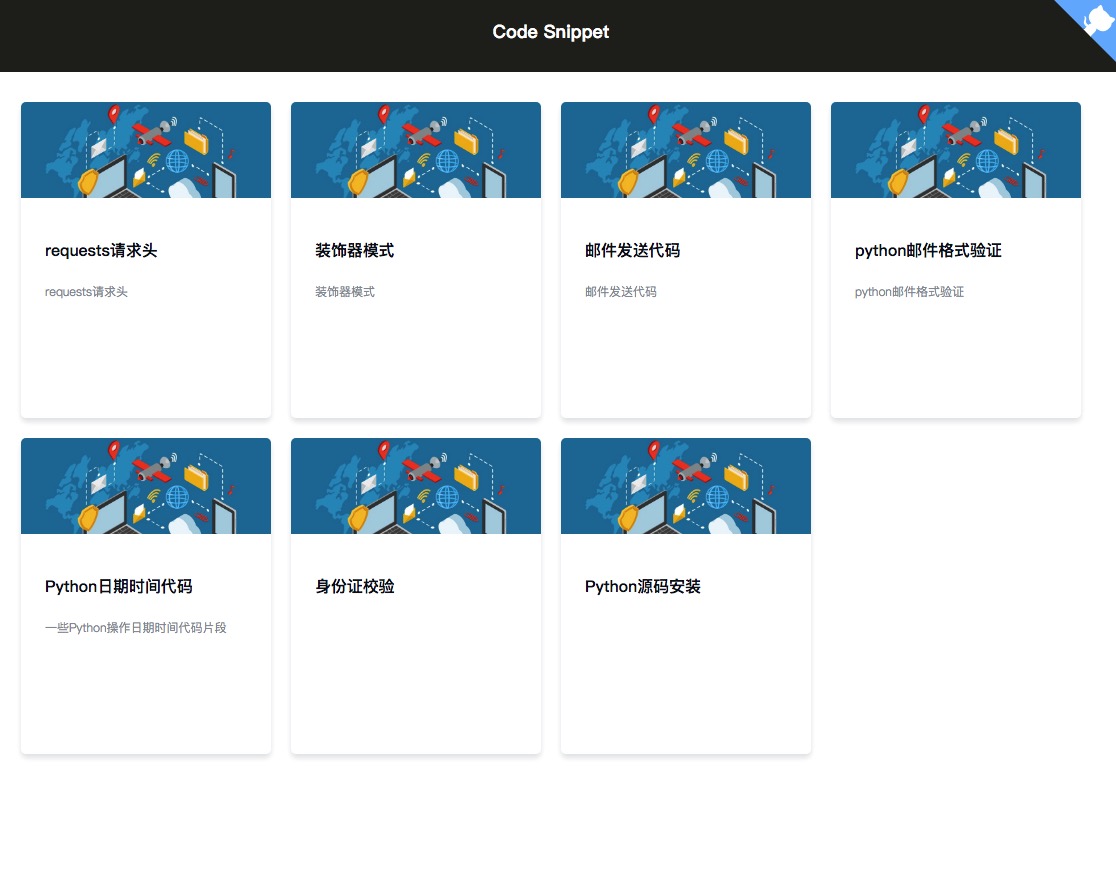 Code Snippet
requests请求头
requests请求头
装饰器模式
装饰器模式
邮件发送代码
邮件发送代码
python邮件格式验证
python邮件格式验证
Python日期时间代码
一些Python操作日期时间代码片段
身份证校验
Python源码安装